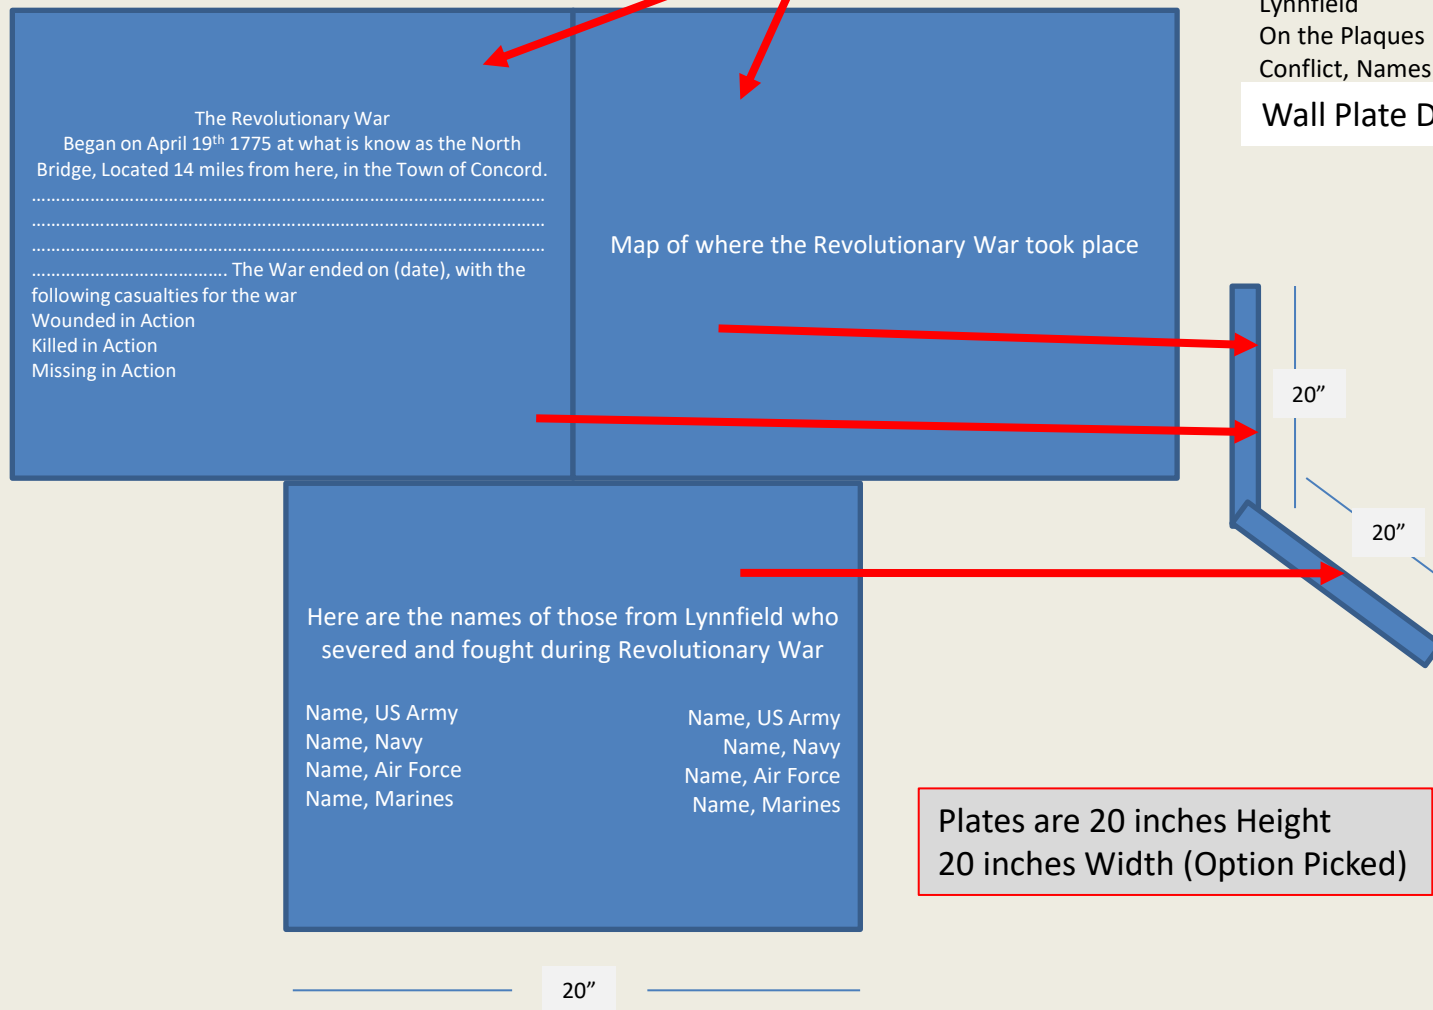 Lynnfield
On the Plaques
Conflict, Names
Wall Plate D
The Revolutionary War
Began on April 19th 1775 at what is know as the North
Bridge, Located 14 miles from here, in the Town of Concord.
………………………………………………………………………………………
………………………………………………………………………………………
………………………………………………………………………………………
………………………………… The War ended on (date), with the
following casualties for the war
Wounded in Action
Killed in Action
Missing in Action
Map of where the Revolutionary War took place
20”
20”
Here are the names of those from Lynnfield who
severed and fought during Revolutionary War
Name, US Army
Name, Navy
Name, Air Force
Name, Marines
Name, US Army
Name, Navy
Name, Air Force
Name, Marines
Plates are 20 inches Height
20 inches Width (Option Picked)
20”